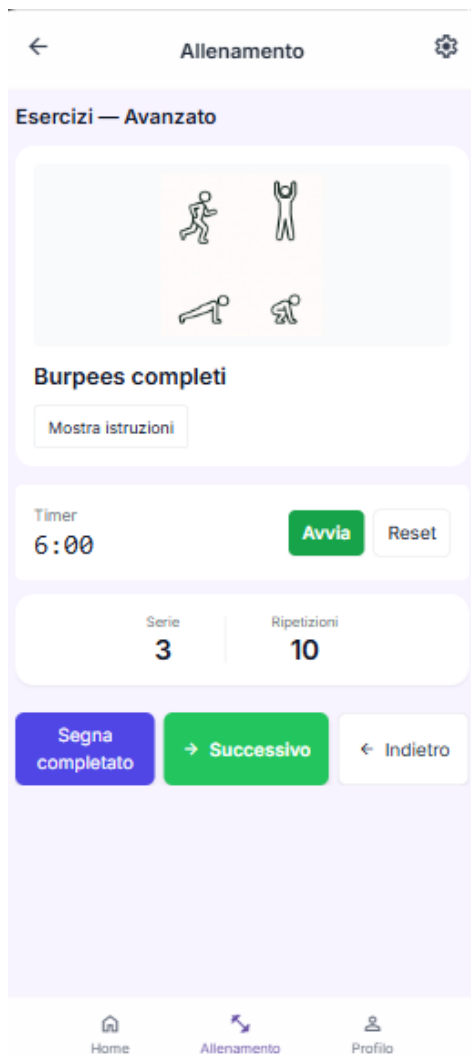 Allenamento
Esercizi — Avanzato
Burpees completi
Mostra istruzioni
Timer
6:00
Avvia
Reset
Serie
3
Ripetizioni
10
Segna
completato
→ Successivo
← Indietro
Home
Allenamento
Profilo